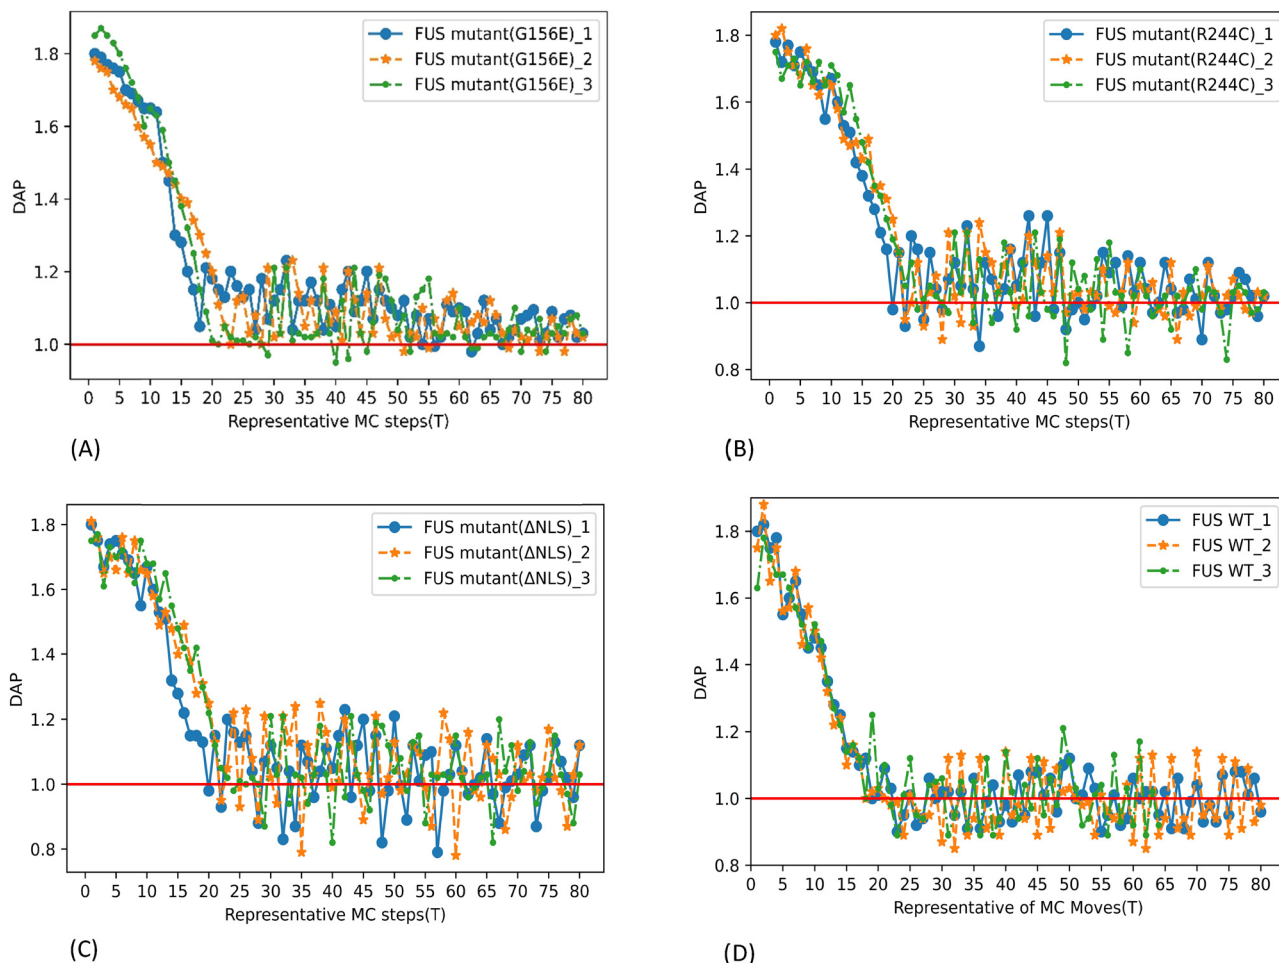 FUS mutant(G156E)_1
FUS mutant(G156E)_2
FUS mutant(G156E)_3
DAP
1.8
1.6
1.4
1.2
1.0
0 5 10 15 20 25 30 35 40 45 50 55 60 65 70 75 80
Representative MC steps(T)
(A)
FUS mutant(R244C)_1
FUS mutant(R244C)_2
FUS mutant(R244C)_3
DAP
1.8
1.6
1.4
1.2
1.0
0.8
0 5 10 15 20 25 30 35 40 45 50 55 60 65 70 75 80
Representative MC steps(T)
(B)
FUS mutant(ΔNLS)_1
FUS mutant(ΔNLS)_2
FUS mutant(ΔNLS)_3
DAP
1.8
1.6
1.4
1.2
1.0
0.8
0 5 10 15 20 25 30 35 40 45 50 55 60 65 70 75 80
Representative MC steps(T)
(C)
FUS WT_1
FUS WT_2
FUS WT_3
DAP
1.8
1.6
1.4
1.2
1.0
0.8
0 5 10 15 20 25 30 35 40 45 50 55 60 65 70 75 80
Representative of MC Moves(T)
(D)